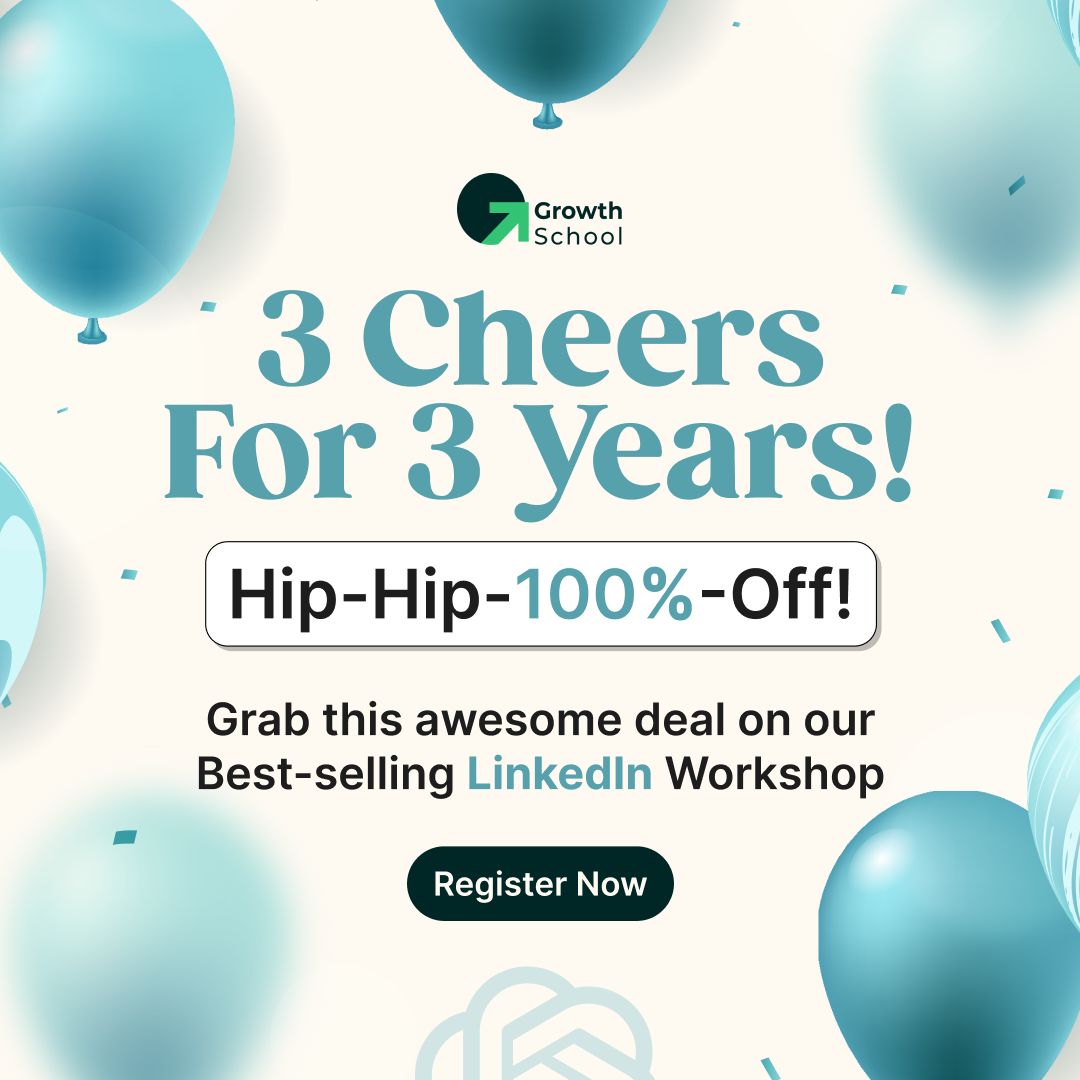 Growth
School
3 Cheers
For 3 Years!
Hip-Hip-100%-Off!
Grab this awesome deal on our
Best-selling LinkedIn Workshop
Register Now